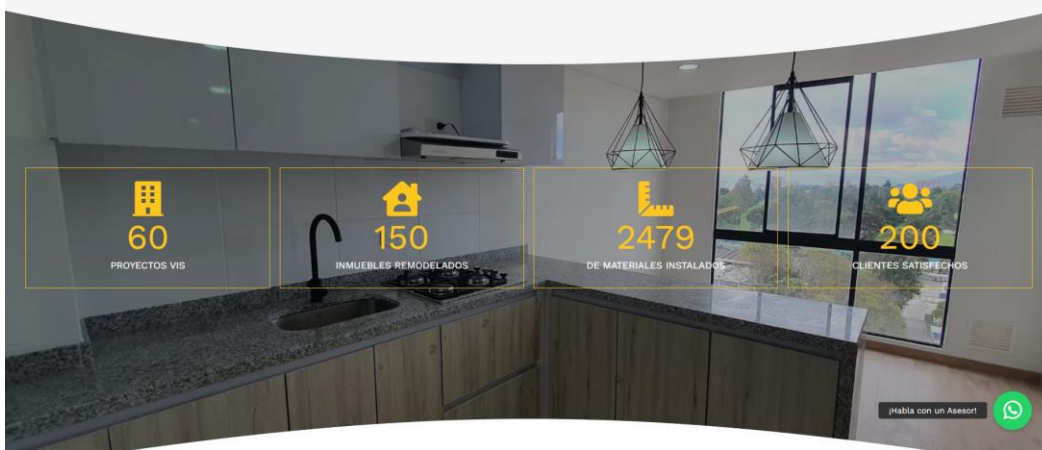 60
PROYECTOS VIS
150
INMUEBLES REMODELADOS
2479
DE MATERIALES INSTALADOS
200
CLIENTES SATISFECHOS
¡Habla con un Asesor!